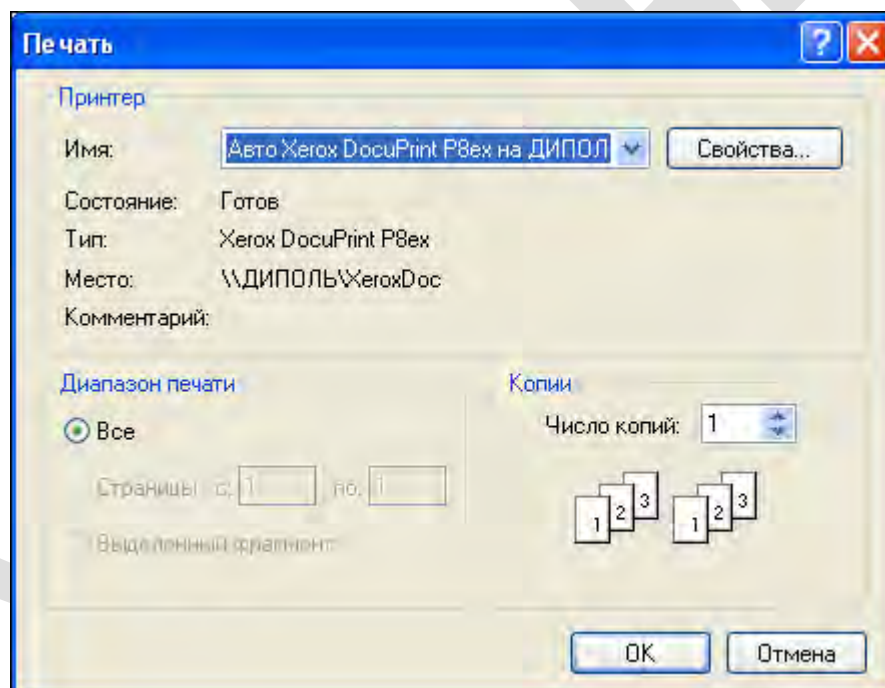 Печать
Принтер
Имя: Авто Xerox DocuPrint P8ex на ДИПОЛ Свойства...
Состояние: Готов
Тип: Xerox DocuPrint P8ex
Место: \\ДИПОЛЬ\XeroxDoc
Комментарий:
Диапазон печати Копии
Все Число копий: 1
Страницы с: 1 по: 1
1 2 3 1 2 3
Выделенный фрагмент
OK Отмена